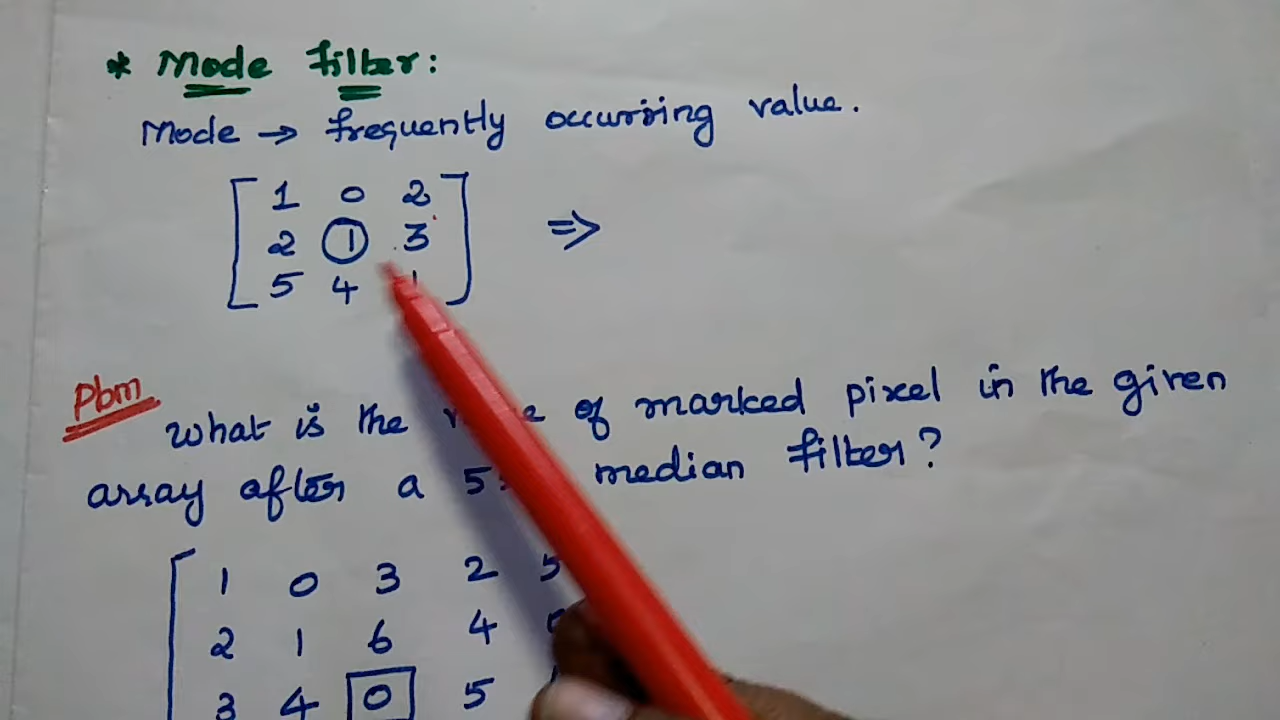 * Mode Filter:
Mode → frequently occurring value.
1 0 2
2 1 3 ⇒
5 4
Pbm
What is the of marked pixel in the given
array after a 5 median filter?
1 0 3 2 5
2 1 6 4
3 4 0 5